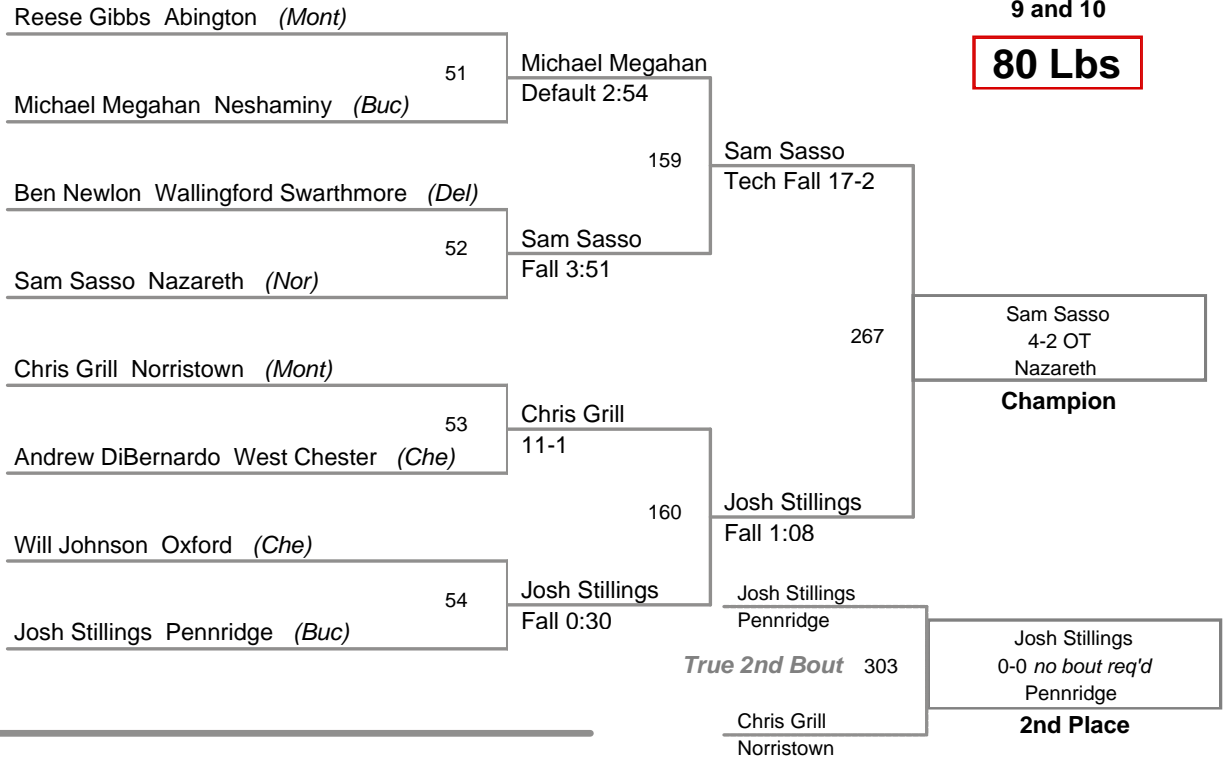 9 and 10
80 Lbs
Reese Gibbs Abington (Mont)
51
Michael Megahan Neshaminy (Buc)
Michael Megahan
Default 2:54
159
Ben Newlon Wallingford Swarthmore (Del)
52
Sam Sasso Nazareth (Nor)
Sam Sasso
Fall 3:51
Sam Sasso
Tech Fall 17-2
267
Chris Grill Norristown (Mont)
53
Andrew DiBernardo West Chester (Che)
Chris Grill
11-1
160
Will Johnson Oxford (Che)
54
Josh Stillings Pennridge (Buc)
Josh Stillings
Fall 0:30
Josh Stillings
Fall 1:08
Sam Sasso
4-2 OT
Nazareth
Champion
Josh Stillings
Pennridge
True 2nd Bout 303
Chris Grill
Norristown
Josh Stillings
0-0 no bout req'd
Pennridge
2nd Place